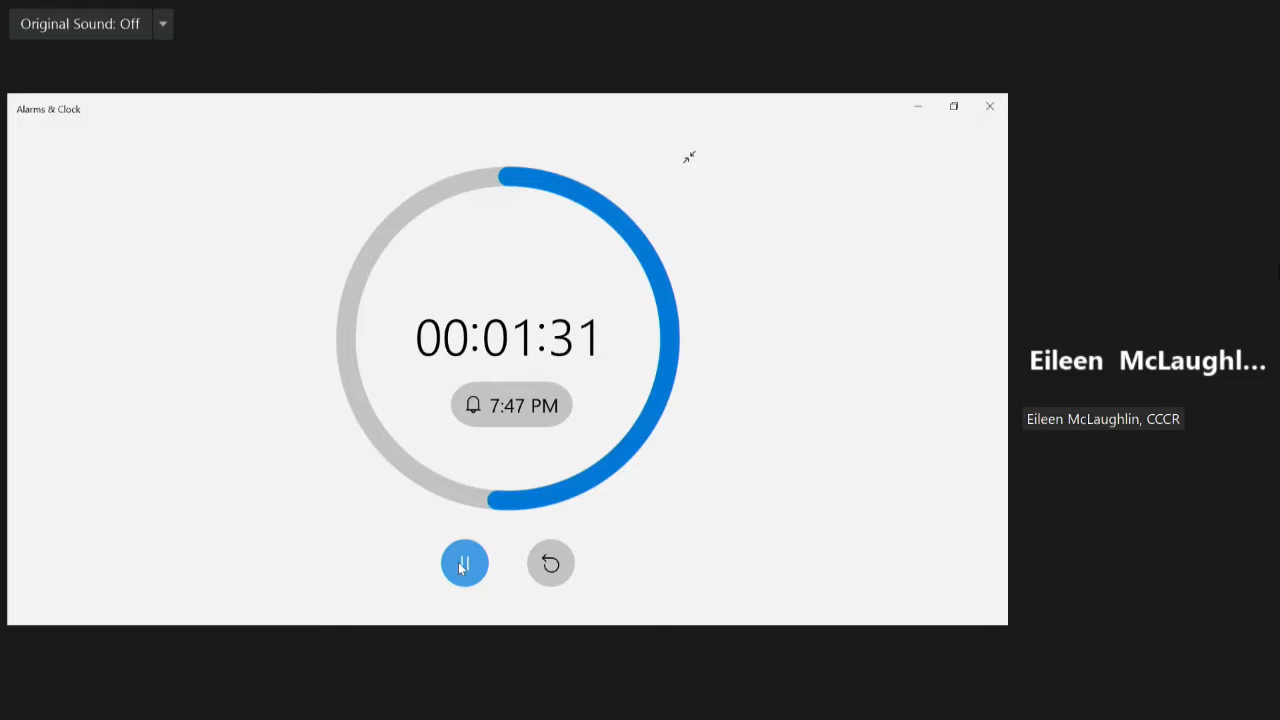 Original Sound: Off
Alarms & Clock
00:01:31
7:47 PM
Eileen McLaughl...
Eileen McLaughlin, CCCR